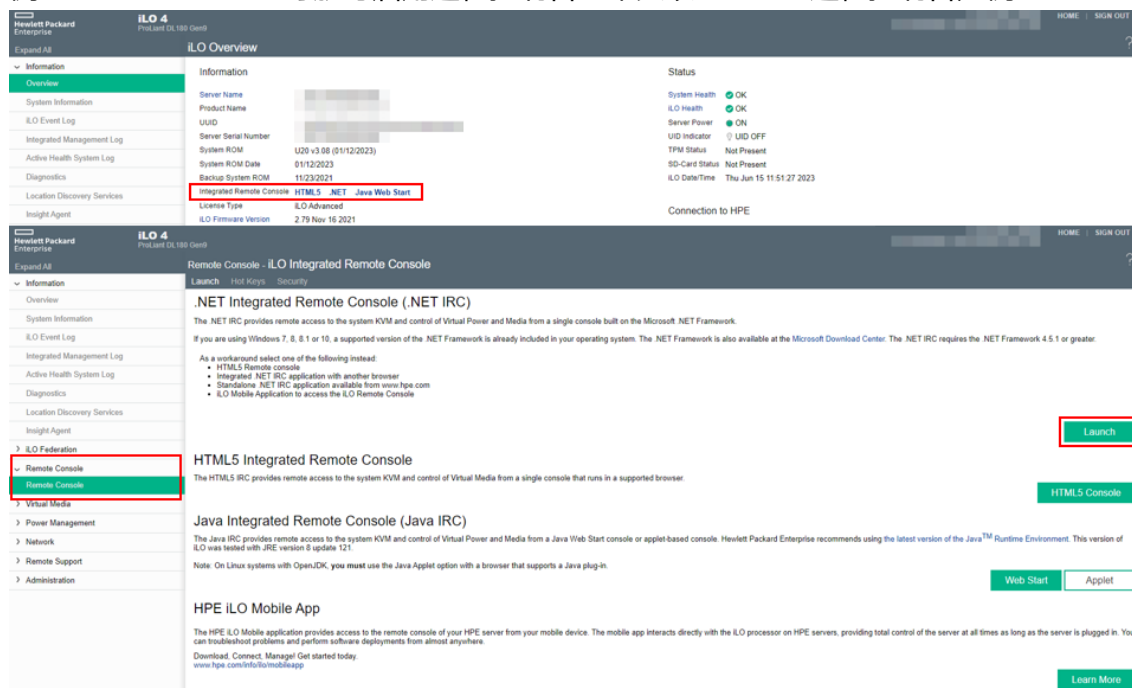 Hewlett Packard Enterprise
iLO 4
ProLiant DL180 Gen9
HOME | SIGN OUT
Expand All
iLO Overview
?
Information
Overview
System Information
iLO Event Log
Integrated Management Log
Active Health System Log
Diagnostics
Location Discovery Services
Insight Agent
Information
Server Name
Product Name
UUID
Server Serial Number
System ROM U20 v3.08 (01/12/2023)
System ROM Date 01/12/2023
Backup System ROM 11/23/2021
Integrated Remote Console HTML5 .NET Java Web Start
License Type iLO Advanced
iLO Firmware Version 2.79 Nov 16 2021
Status
System Health OK
iLO Health OK
Server Power ON
UID Indicator UID OFF
TPM Status Not Present
SD-Card Status Not Present
iLO Date/Time Thu Jun 15 11:51:27 2023
Connection to HPE
Hewlett Packard Enterprise
iLO 4
ProLiant DL180 Gen9
HOME | SIGN OUT
Expand All
Remote Console - iLO Integrated Remote Console
?
Launch Hot Keys Security
Information
Overview
System Information
iLO Event Log
Integrated Management Log
Active Health System Log
Diagnostics
Location Discovery Services
Insight Agent
iLO Federation
Remote Console
Remote Console
Virtual Media
Power Management
Network
Remote Support
Administration
.NET Integrated Remote Console (.NET IRC)
The .NET IRC provides remote access to the system KVM and control of Virtual Power and Media from a single console built on the Microsoft .NET Framework.
If you are using Windows 7, 8, 8.1 or 10, a supported version of the .NET Framework is already included in your operating system. The .NET Framework is also available at the Microsoft Download Center. The .NET IRC requires the .NET Framework 4.5.1 or greater.
As a workaround select one of the following instead:
• HTML5 Remote console
• Integrated .NET IRC application with another browser
• Standalone .NET IRC application available from www.hpe.com
• iLO Mobile Application to access the iLO Remote Console
Launch
HTML5 Integrated Remote Console
The HTML5 IRC provides remote access to the system KVM and control of Virtual Media from a single console that runs in a supported browser.
HTML5 Console
Java Integrated Remote Console (Java IRC)
The Java IRC provides remote access to the system KVM and control of Virtual Power and Media from a Java Web Start console or applet-based console. Hewlett Packard Enterprise recommends using the latest version of the Java™ Runtime Environment. This version of
iLO was tested with JRE version 8 update 121.
Note: On Linux systems with OpenJDK, you must use the Java Applet option with a browser that supports a Java plug-in.
Web Start Applet
HPE iLO Mobile App
The HPE iLO Mobile application provides access to the remote console of your HPE server from your mobile device. The mobile app interacts directly with the iLO processor on HPE servers, providing total control of the server at all times as long as the server is plugged in. You
can troubleshoot problems and perform software deployments from almost anywhere.
Download, Connect, Manage! Get started today.
www.hpe.com/info/ilo/mobileapp
Learn More